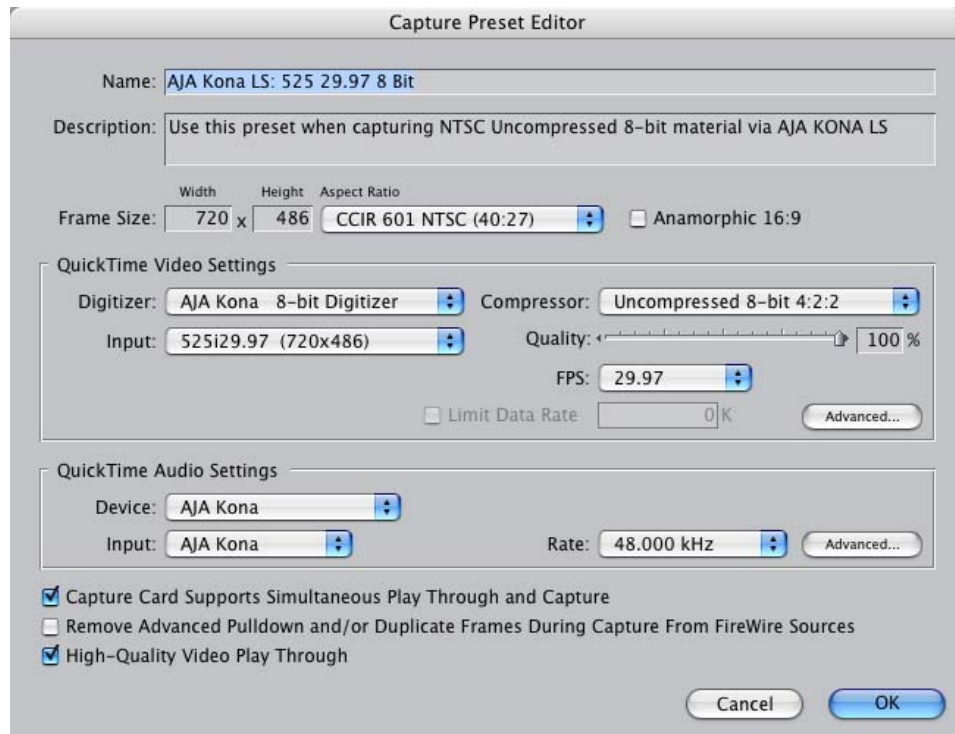 Capture Preset Editor
Name: AJA Kona LS: 525 29.97 8 Bit
Description: Use this preset when capturing NTSC Uncompressed 8-bit material via AJA KONA LS
Width Height Aspect Ratio
Frame Size: 720 x 486 CCIR 601 NTSC (40:27) Anamorphic 16:9
QuickTime Video Settings
Digitizer: AJA Kona 8-bit Digitizer Compressor: Uncompressed 8-bit 4:2:2
Input: 525i29.97 (720x486) Quality: 100 %
FPS: 29.97
Limit Data Rate 0 K Advanced...
QuickTime Audio Settings
Device: AJA Kona
Input: AJA Kona Rate: 48.000 kHz Advanced...
Capture Card Supports Simultaneous Play Through and Capture
Remove Advanced Pulldown and/or Duplicate Frames During Capture From FireWire Sources
High-Quality Video Play Through
Cancel OK